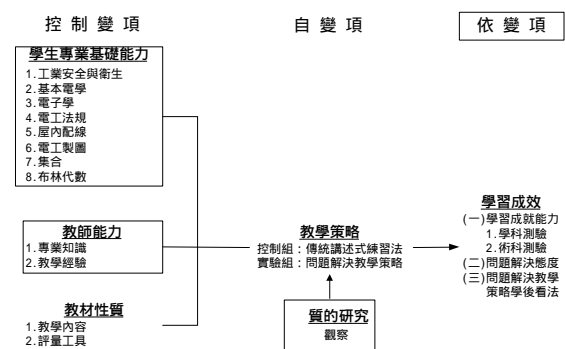 控制變項
自變項
依變項
學生專業基礎能力
1.工業安全與衛生
2.基本電學
3.電子學
4.電工法規
5.屋內配線
6.電工製圖
7.集合
8.布林代數
教師能力
1.專業知識
2.教學經驗
教材性質
1.教學內容
2.評量工具
教學策略
控制組：傳統講述式練習法
實驗組：問題解決教學策略
質的研究
觀察
學習成效
(一)學習成就能力
1.學科測驗
2.術科測驗
(二)問題解決態度
(三)問題解決教學
策略學後看法